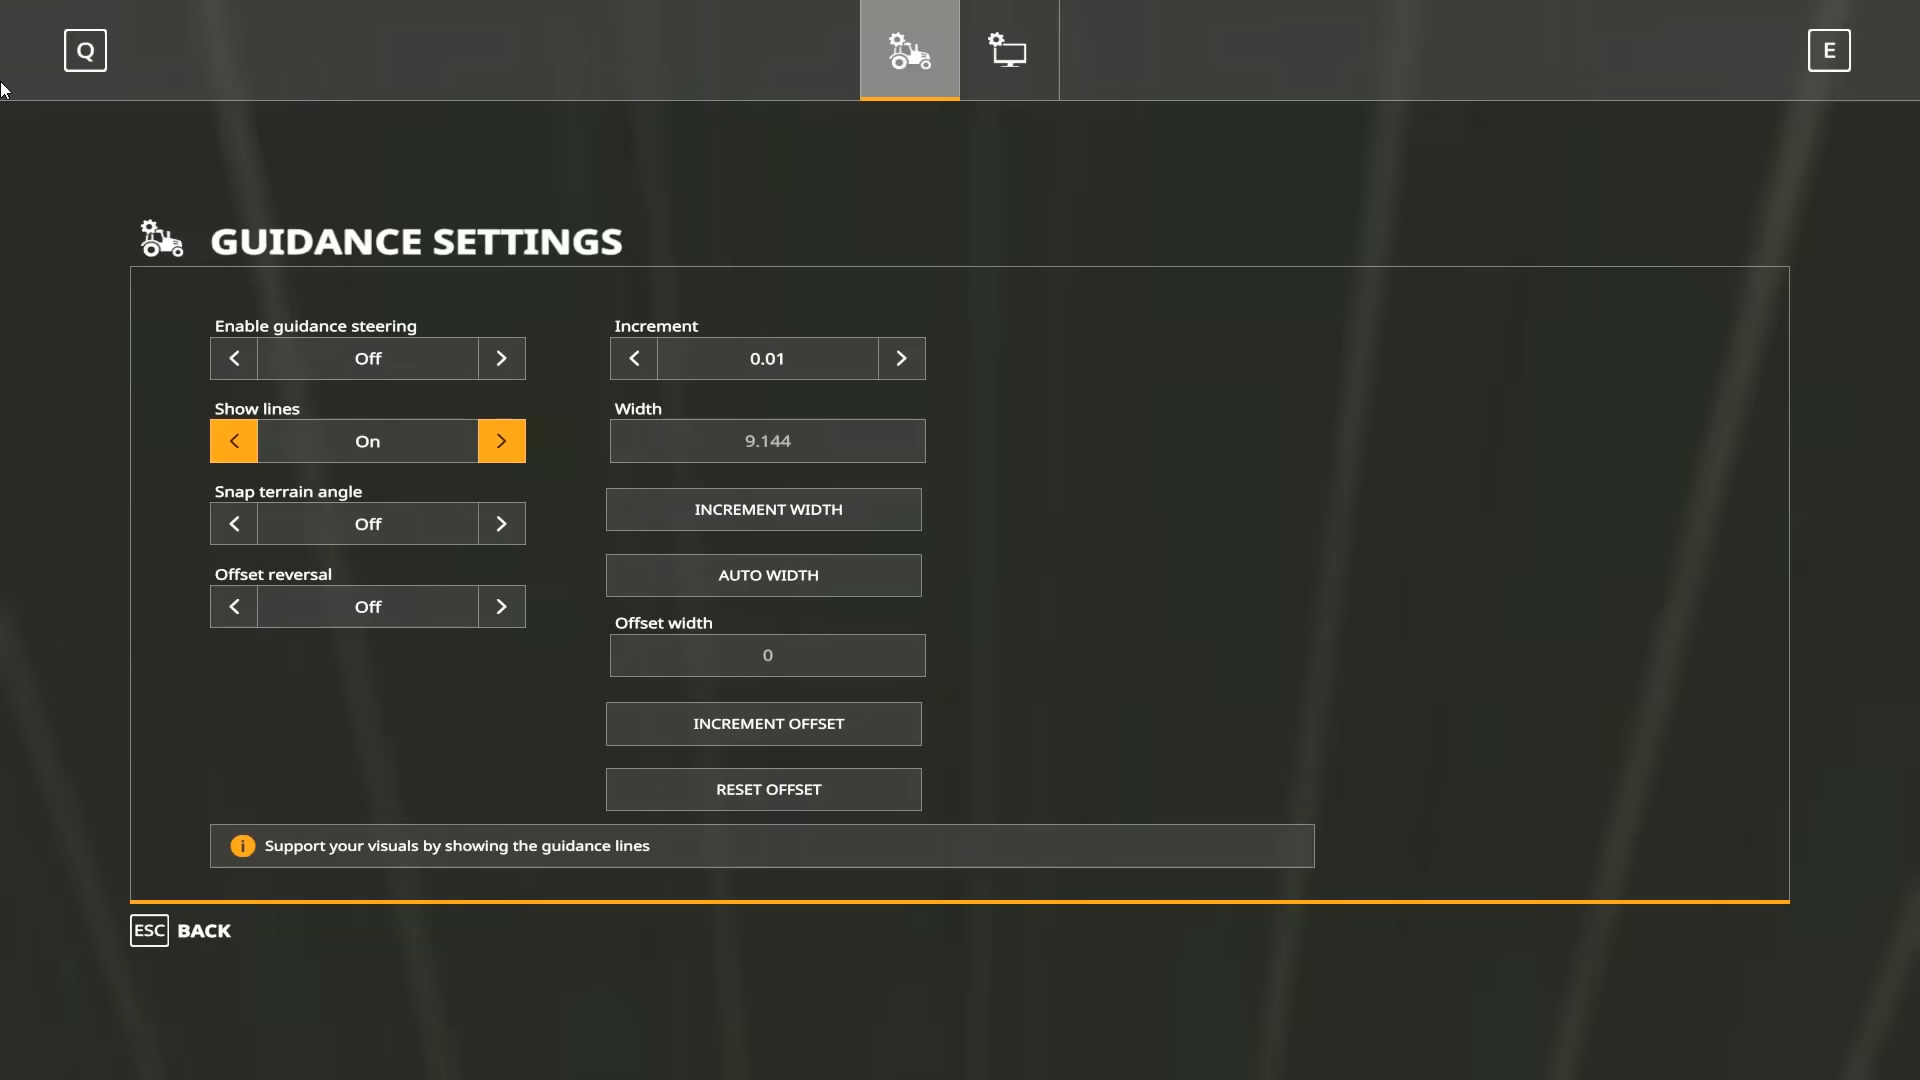 Q
E
GUIDANCE SETTINGS
Enable guidance steering
Off
Show lines
On
Snap terrain angle
Off
Offset reversal
Off
Increment
0.01
Width
9.144
INCREMENT WIDTH
AUTO WIDTH
Offset width
0
INCREMENT OFFSET
RESET OFFSET
Support your visuals by showing the guidance lines
ESC BACK